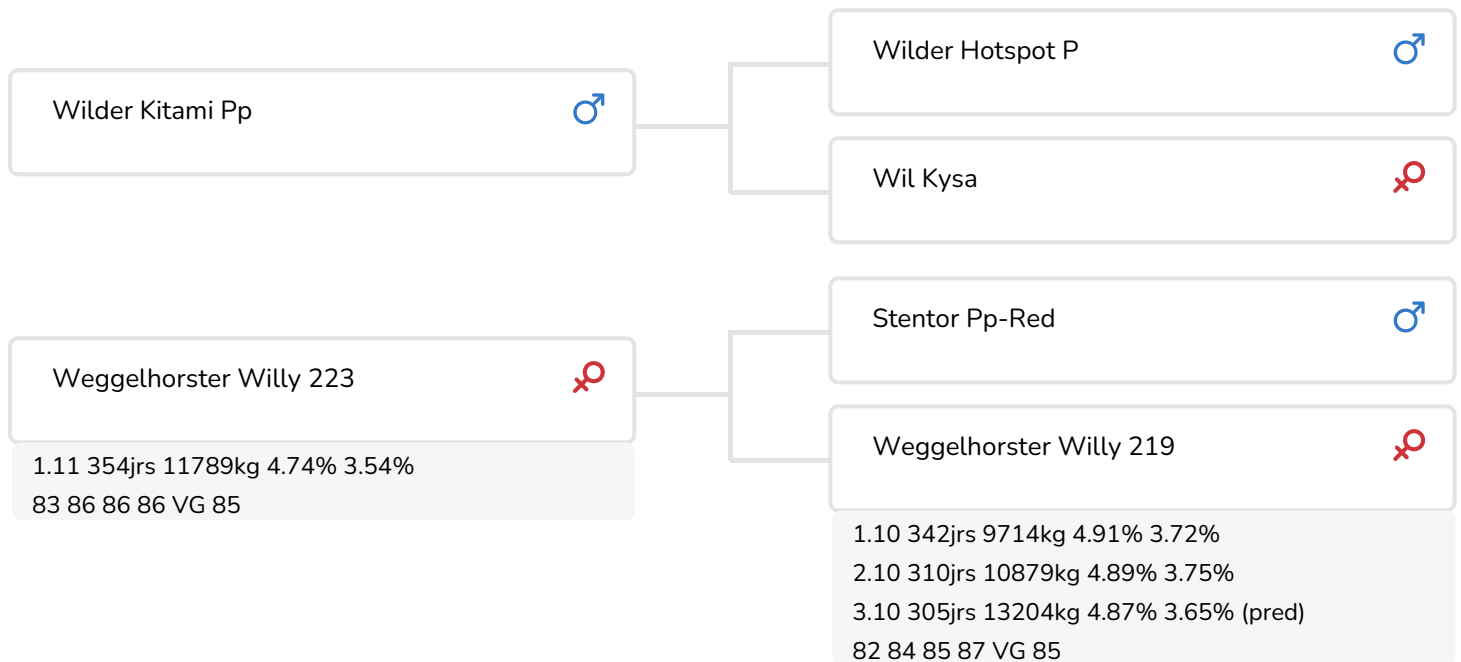 Wilder Kitami Pp
Wilder Hotspot P
Wil Kysa
Weggelhorster Willy 223
1.11 354jrs 11789kg 4.74% 3.54%
83 86 86 86 VG 85
Stentor Pp-Red
Weggelhorster Willy 219
1.10 342jrs 9714kg 4.91% 3.72%
2.10 310jrs 10879kg 4.89% 3.75%
3.10 305jrs 13204kg 4.87% 3.65% (pred)
82 84 85 87 VG 85